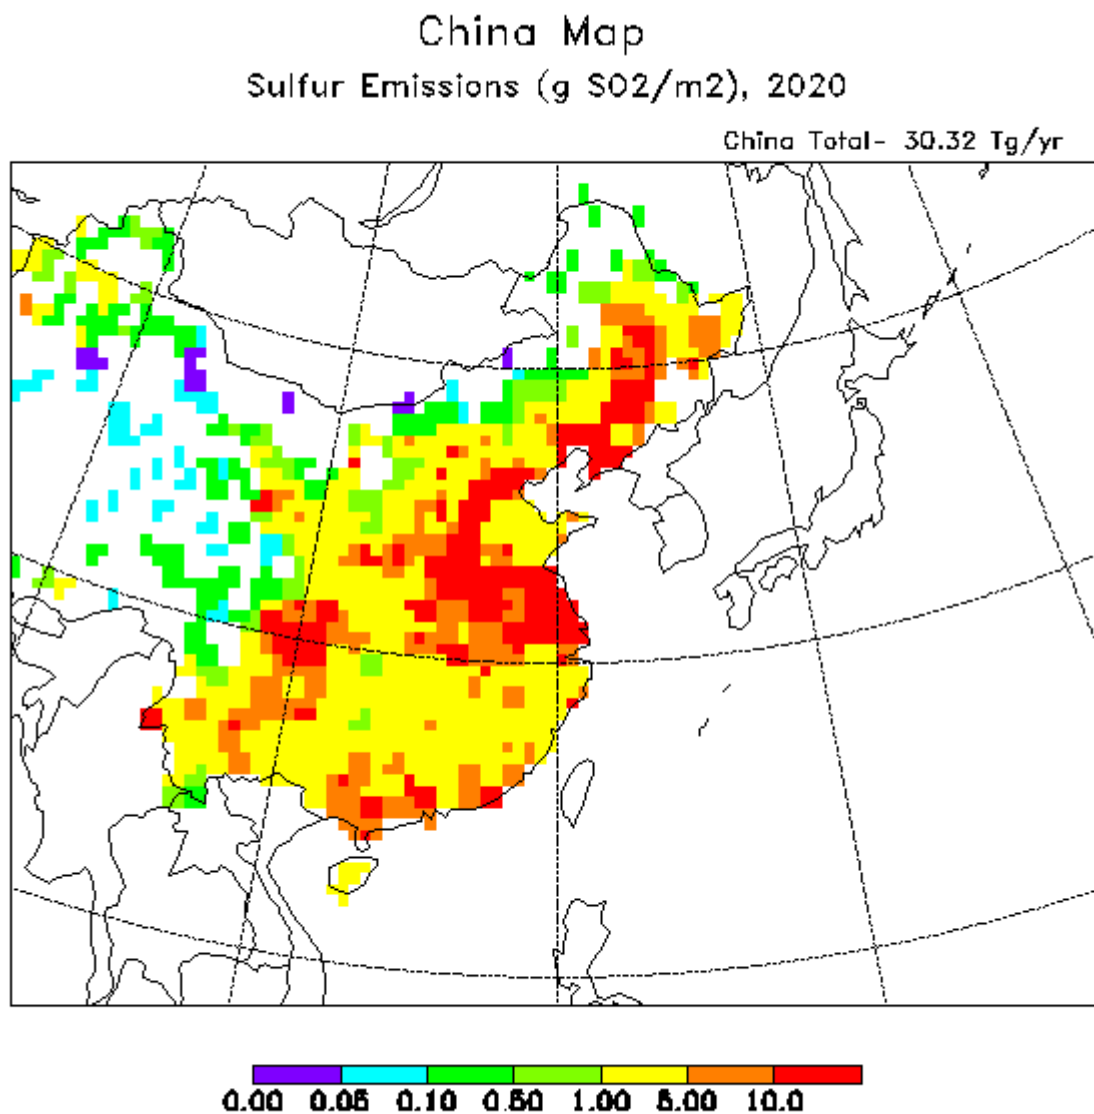 China Map
Sulfur Emissions (g SO2/m2), 2020
China Total- 30.32 Tg/yr
0.00 0.05 0.10 0.50 1.00 5.00 10.0